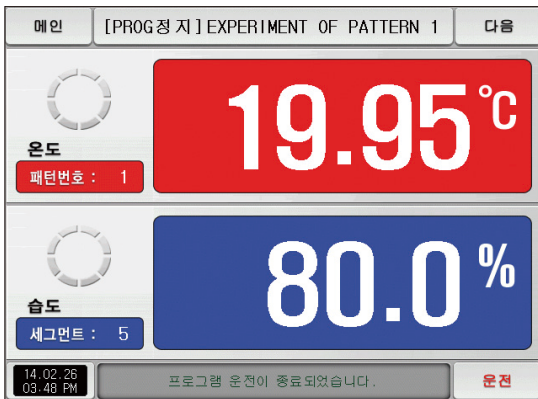 메인
[PROG정지]EXPERIMENT OF PATTERN 1
다음
19.95℃
온도
패턴번호 : 1
80.0%
습도
세그먼트 : 5
14.02.26
03:48 PM
프로그램 운전이 종료되었습니다.
운전